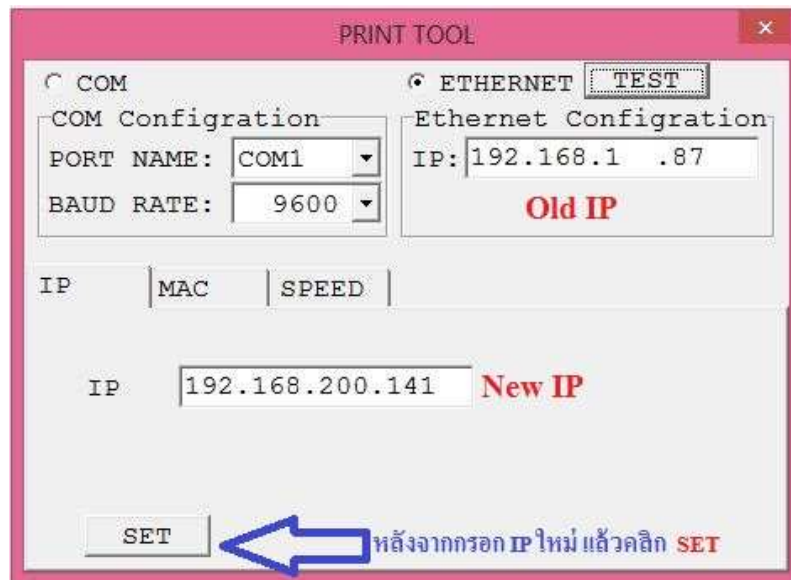 PRINT TOOL
COM
ETHERNET TEST
COM Configration
Ethernet Configration
PORT NAME: COM1
IP: 192.168.1 .87
BAUD RATE: 9600
Old IP
IP MAC SPEED
IP 192.168.200.141 New IP
SET
หลังจากกรอก IP ใหม่ แล้วคลิก SET